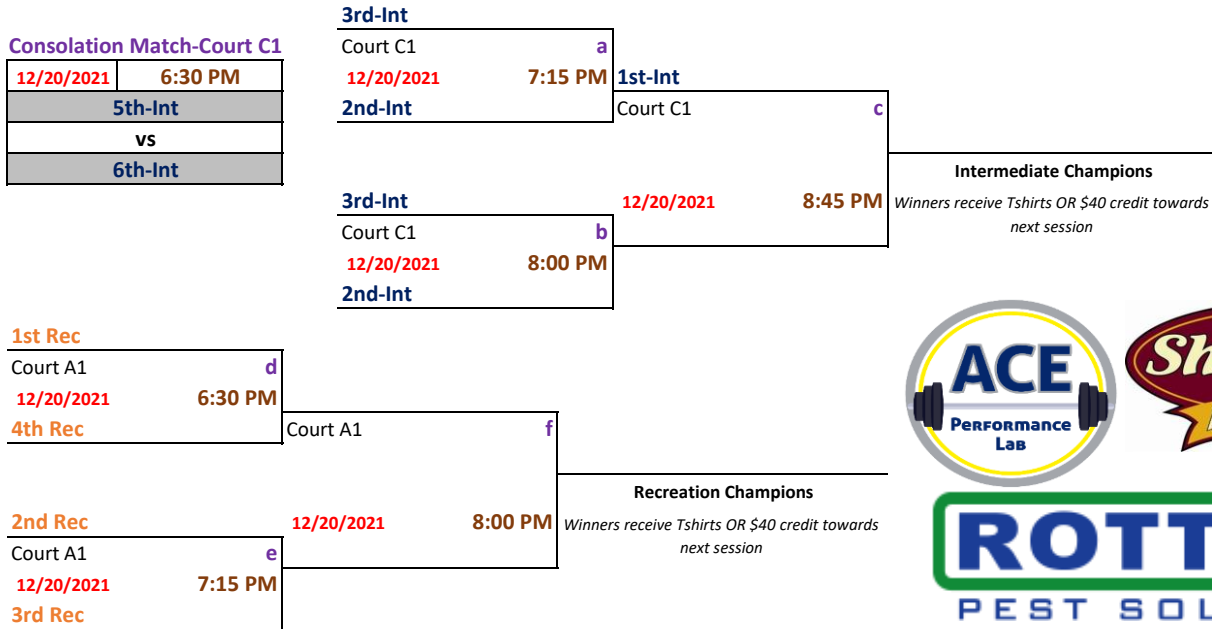 Consolation Match-Court C1
12/20/2021 6:30 PM
5th-Int
vs
6th-Int
3rd-Int
Court C1 a
12/20/2021 7:15 PM
2nd-Int
1st-Int
Court C1 c
12/20/2021 8:45 PM
3rd-Int
Court C1 b
12/20/2021 8:00 PM
2nd-Int
Intermediate Champions
Winners receive Tshirts OR $40 credit towards
next session
1st Rec
Court A1 d
12/20/2021 6:30 PM
4th Rec
Court A1 f
12/20/2021 8:00 PM
2nd Rec
Court A1 e
12/20/2021 7:15 PM
3rd Rec
Recreation Champions
Winners receive Tshirts OR $40 credit towards
next session
ACE
PERFORMANCE
LAB
PEST